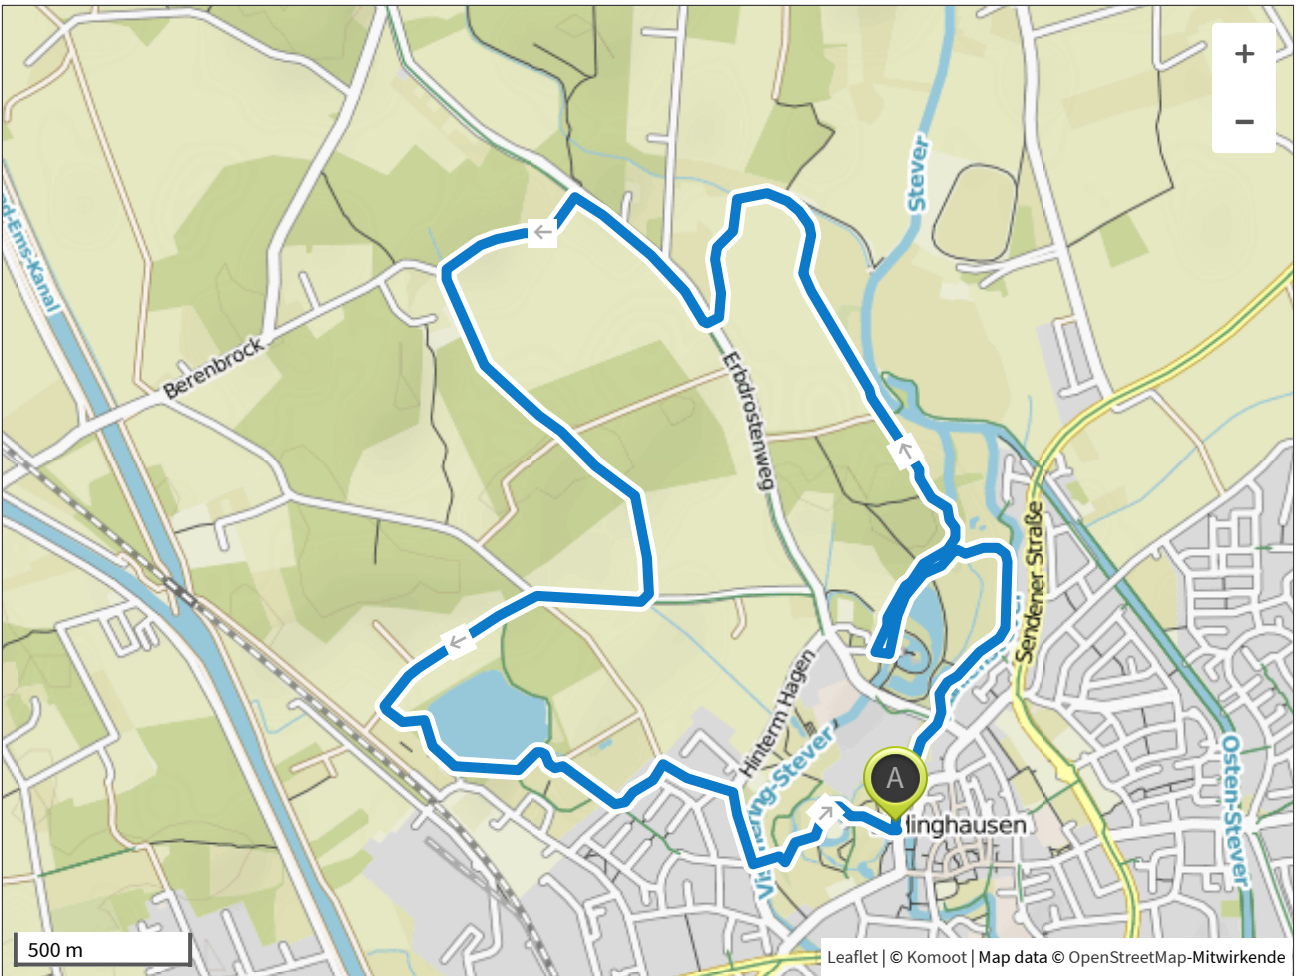 +
−
Stever
d-Ems-Kanal
Berenbrock
Erbdrostenweg
Sendener Straße
Hinterm Hagen
ering-Stever
Osten-Stever
A
linghausen
500 m
Leaflet | © Komoot | Map data © OpenStreetMap-Mitwirkende